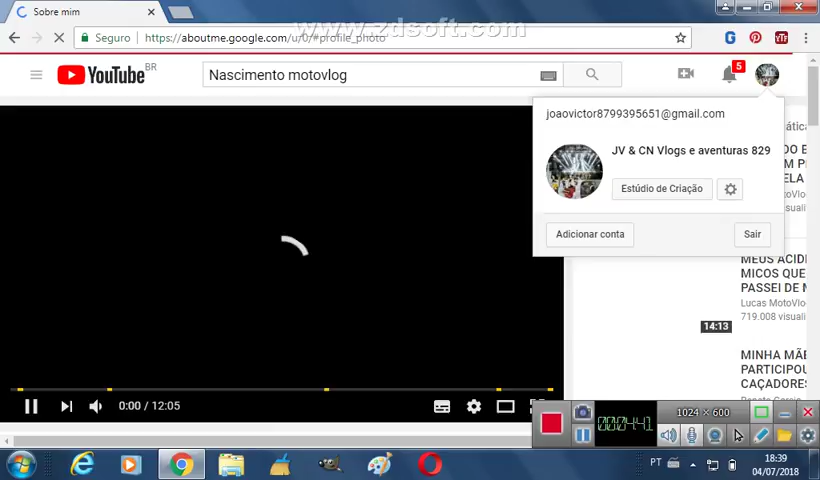 Sobre mim
www.zdsoft.com
Seguro
https://aboutme.google.com/u/0/#profile_photo
YouTube BR
Nascimento motovlog
5
joaovictor8799395651@gmail.com
JV & CN Vlogs e aventuras 829
Estúdio de Criação
Adicionar conta
Sair
MEUS ACID
MICOS QUE
PASSEI DE M
Lucas MotoVlo
719.008 visuali
14:13
MINHA MÃE
PARTICIPOU
CAÇADORES
0:00 / 12:05
1024 × 600
PT
18:39
04/07/2018